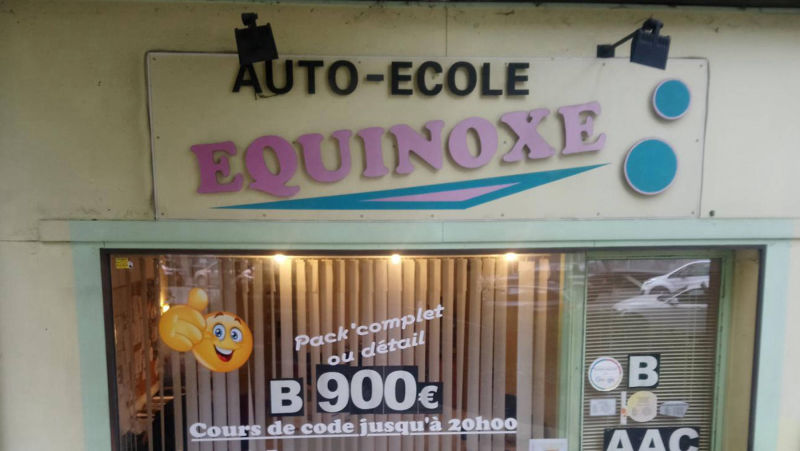 AUTO-ECOLE
EQUINOXE
Pack'complet
ou détail
B 900€
Cours de code jusqu'à 20h00
B
AAC